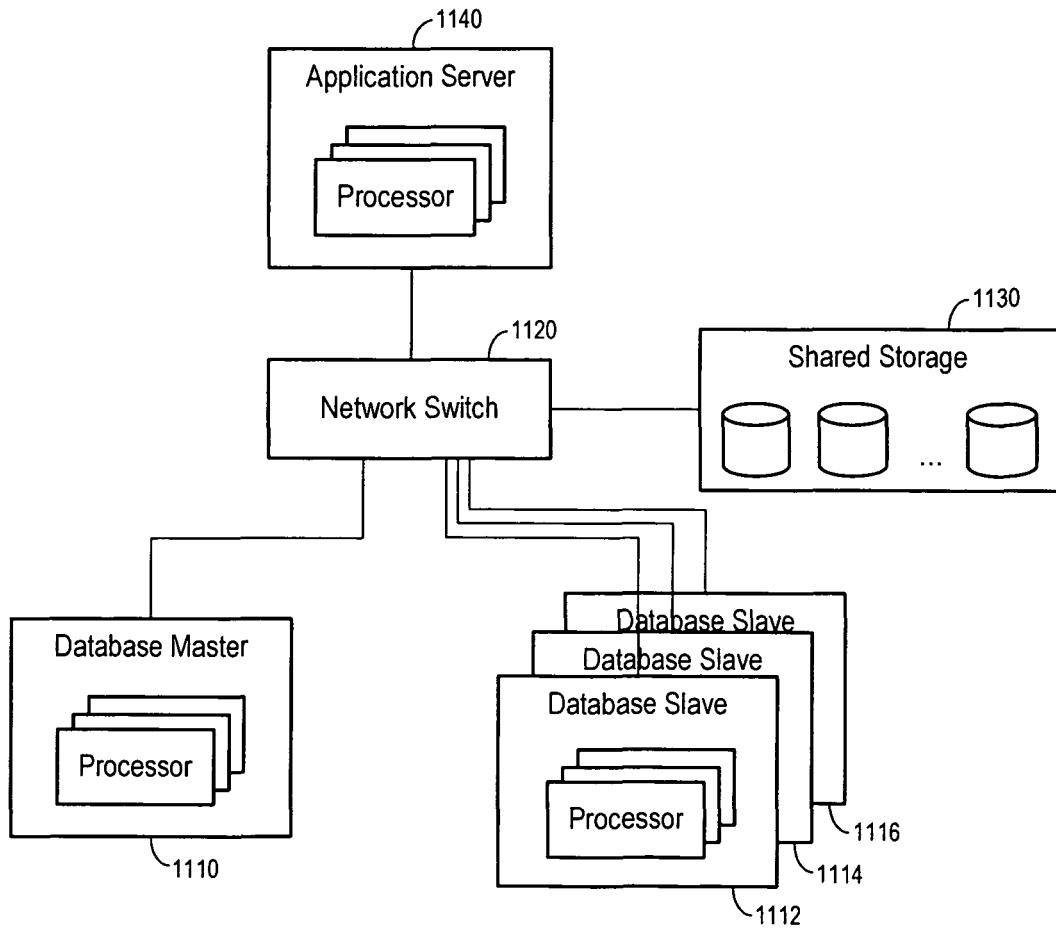 1140
Application Server
Processor
1130
1120
Shared Storage
Network Switch
...
Database Slave
Database Master
Database Slave
Database Slave
Processor
Processor
1116
1110
1114
1112